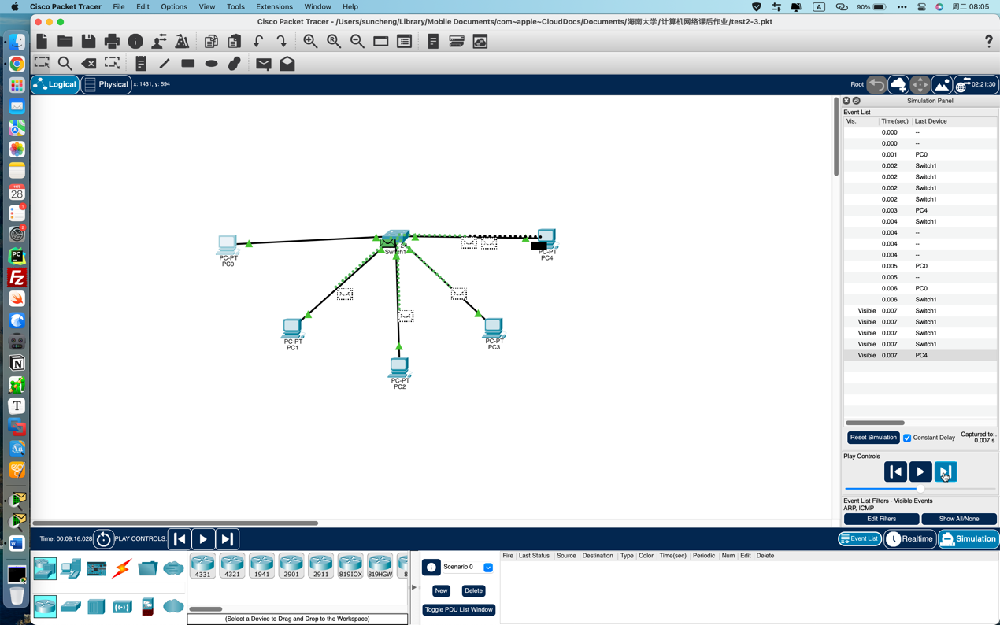 Cisco Packet Tracer File Edit Options View Tools Extensions Window Help A 90% 周二 08:05
Cisco Packet Tracer - /Users/suncheng/Library/Mobile Documents/com~apple~CloudDocs/Documents/海南大学/计算机网络课后作业/test2-3.pkt
Logical Physical x: 1431, y: 594 Root 02:21:30
Simulation Panel
Event List
Vis. Time(sec) Last Device
0.000 --
0.000 --
0.001 PC0
0.002 Switch1
0.002 Switch1
0.002 Switch1
0.002 Switch1
0.003 PC4
0.004 Switch1
0.004 --
0.004 --
0.004 --
0.005 PC0
0.005 --
0.006 PC0
0.006 Switch1
Visible 0.007 Switch1
Visible 0.007 Switch1
Visible 0.007 Switch1
Visible 0.007 Switch1
Visible 0.007 PC4
PC-PT
PC0
Switch1
PC-PT
PC4
PC-PT
PC1
PC-PT
PC3
PC-PT
PC2
Reset Simulation Constant Delay Captured to:
0.007 s
Play Controls
Event List Filters - Visible Events
ARP, ICMP
Edit Filters Show All/None
Time: 00:09:16.028 PLAY CONTROLS: Event List Realtime Simulation
4331 4321 1941 2901 2911 819IOX 819HGW
(Select a Device to Drag and Drop to the Workspace)
Scenario 0
New Delete
Toggle PDU List Window
Fire Last Status Source Destination Type Color Time(sec) Periodic Num Edit Delete